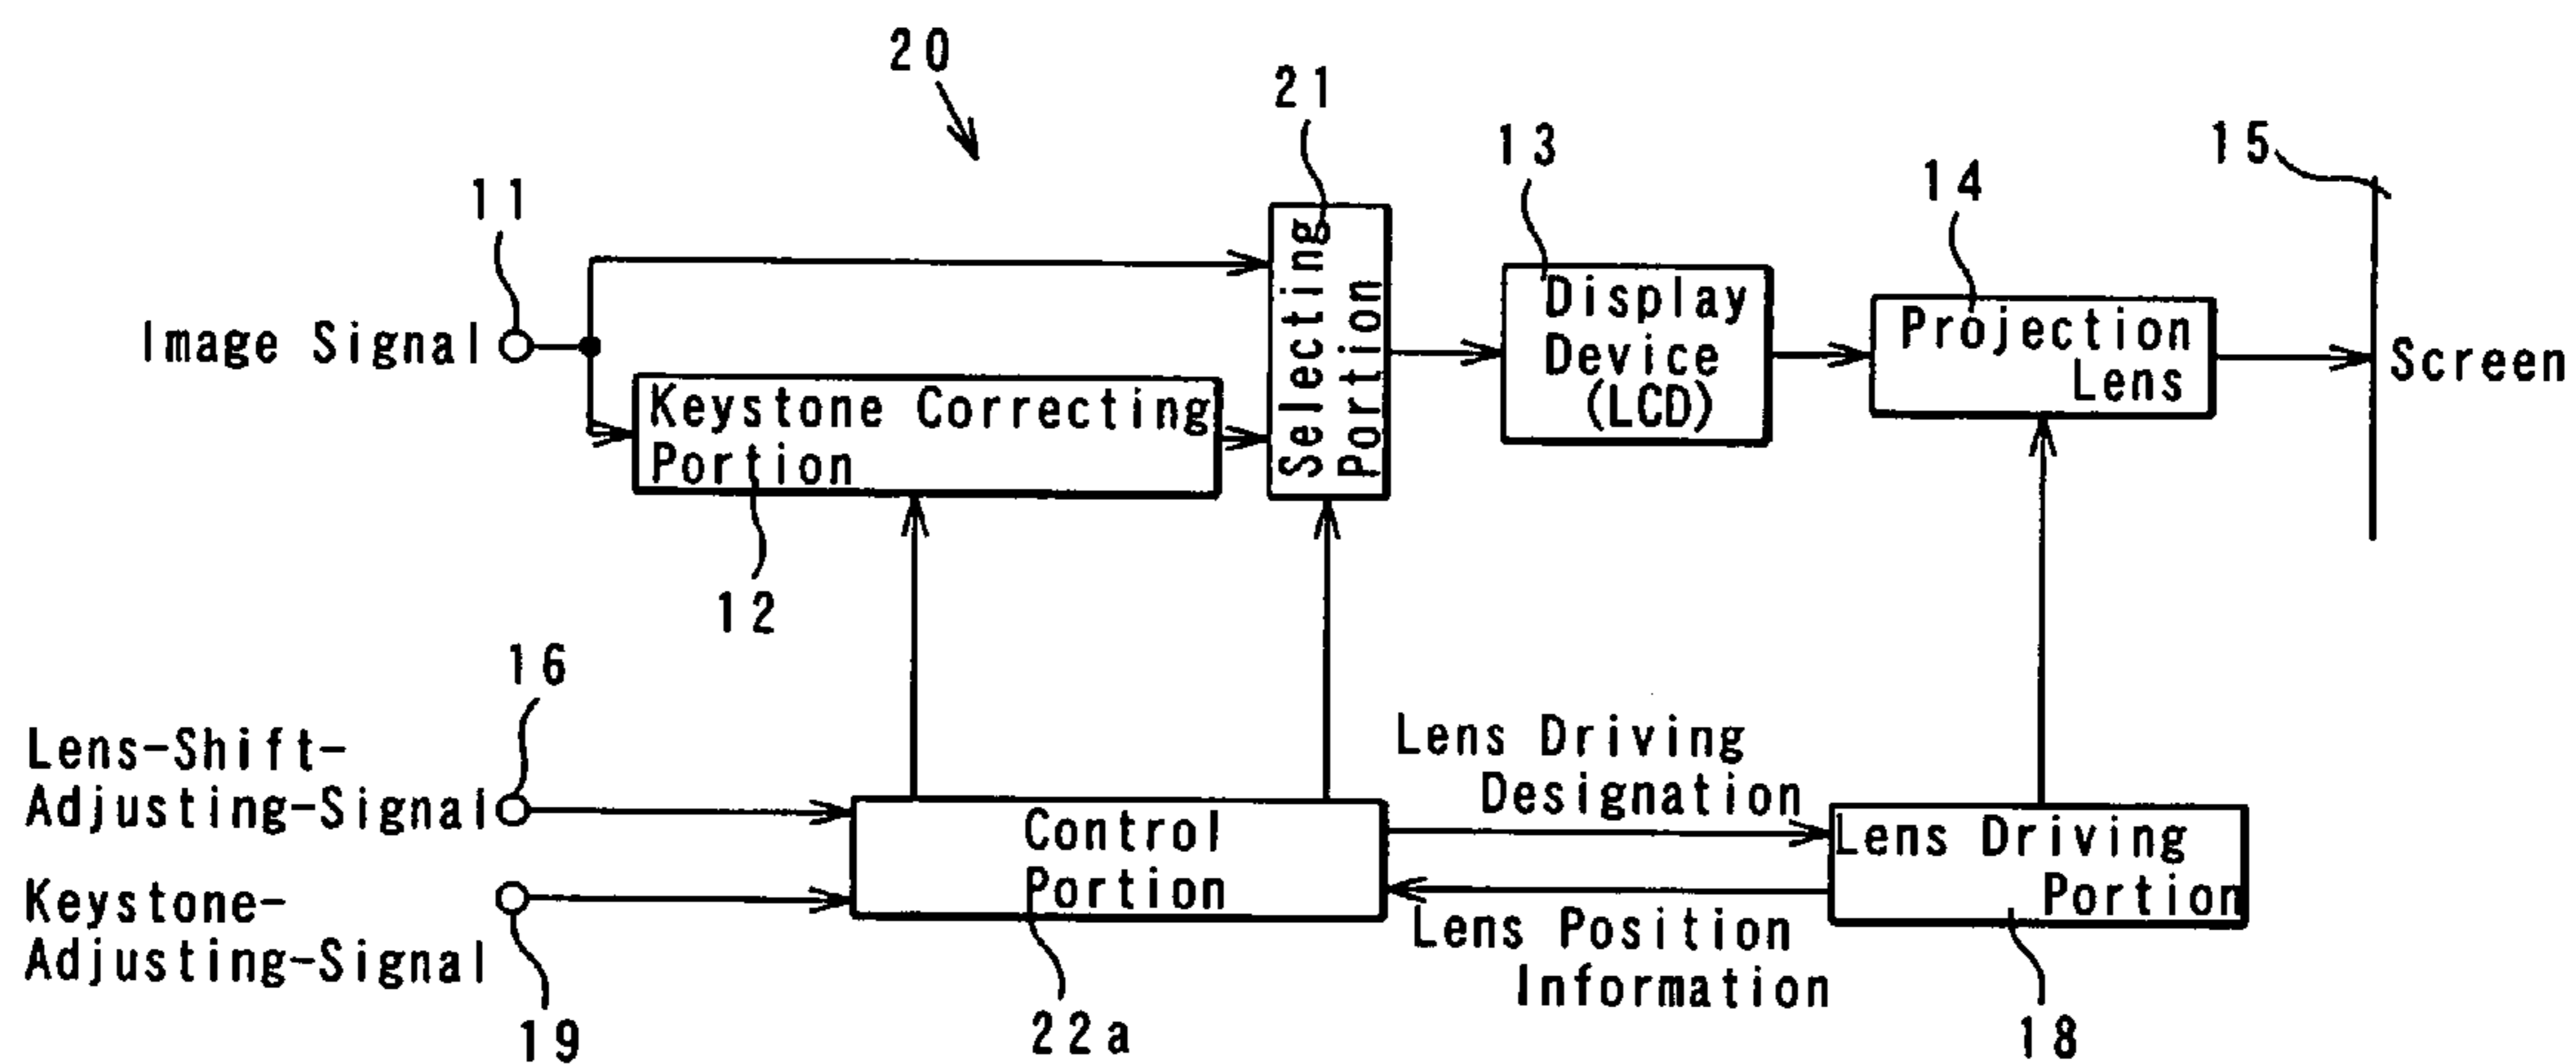 20
21
13
14
15
11
Image Signal
Selecting
Portion
Display
Device
(LCD)
Projection
Lens
Screen
Keystone Correcting
Portion
12
16
Lens-Shift-
Adjusting-Signal
Keystone-
Adjusting-Signal
19
Control
Portion
22a
Lens Driving
Designation
Lens Position
Information
Lens Driving
Portion
18